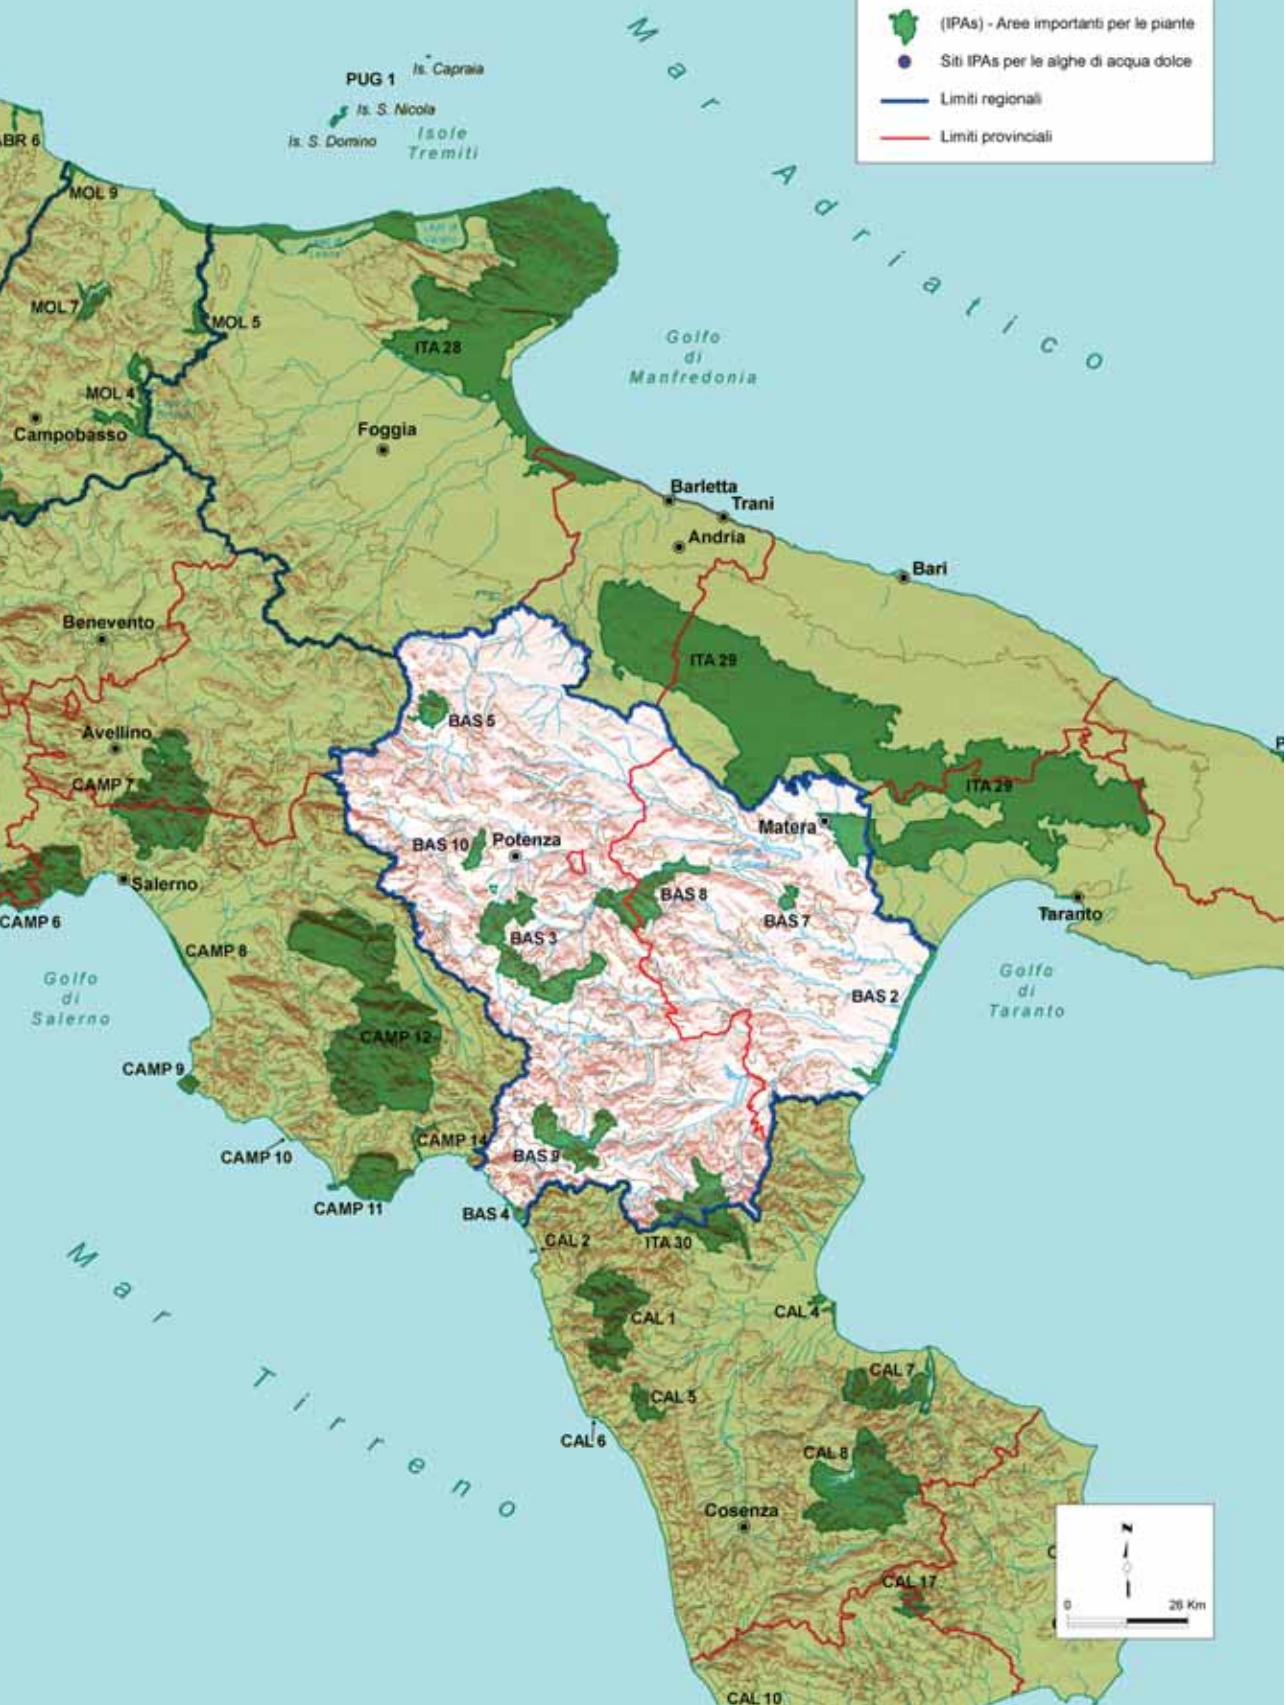 (IPAs) - Aree importanti per le piante
Siti IPAs per le alghe di acqua dolce
Limiti regionali
Limiti provinciali
Mar Adriatico
Is. Capraia
PUG 1
Is. S. Nicola
Is. S. Domino
Isole
Tremiti
ABR 6
MOL 9
MOL 7
MOL 5
ITA 28
Golfo
di
Manfredonia
MOL 4
Campobasso
Foggia
Barletta
Trani
Andria
Bari
Benevento
ITA 29
Avellino
BAS 5
CAMP 7
ITA 29
P
Matera
BAS 10
Potenza
Salerno
BAS 8
BAS 7
Taranto
CAMP 6
CAMP 8
BAS 3
Golfo
di
Salerno
BAS 2
Golfo
di
Taranto
CAMP 12
CAMP 9
CAMP 14
CAMP 10
BAS 9
CAMP 11
BAS 4
CAL 2
ITA 30
Mar Tirreno
CAL 1
CAL 4
CAL 7
CAL 5
CAL 6
CAL 8
Cosenza
N
CAL 17
0 26 Km
CAL 10